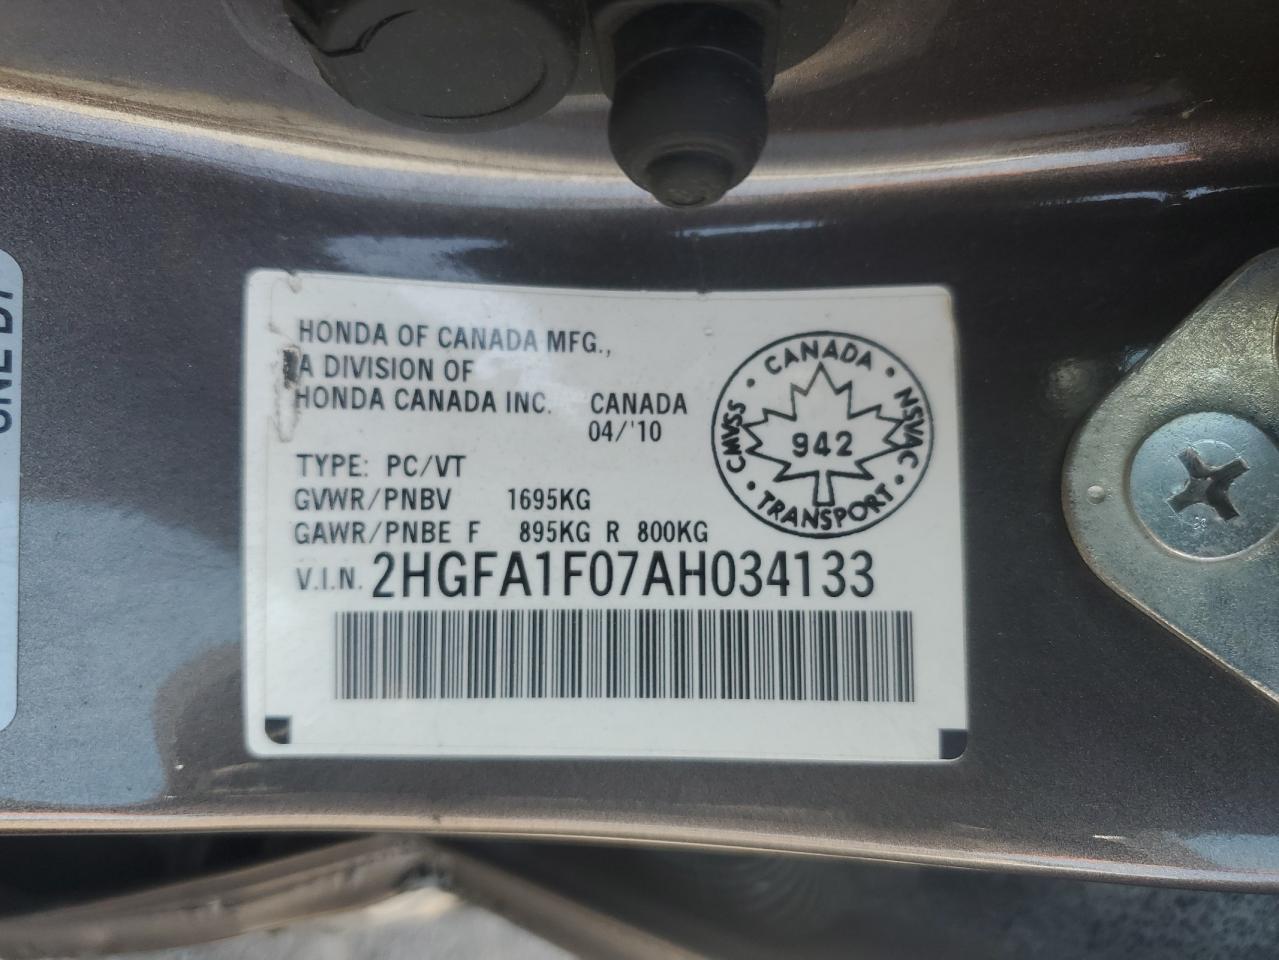 HONDA OF CANADA MFG.,
A DIVISION OF
HONDA CANADA INC. CANADA
04/'10
TYPE: PC/VT
GVWR/PNBV 1695KG
GAWR/PNBE F 895KG R 800KG
V.I.N. 2HGFA1F07AH034133
CANADA
CMVSS
NSVAC
942
TRANSPORT